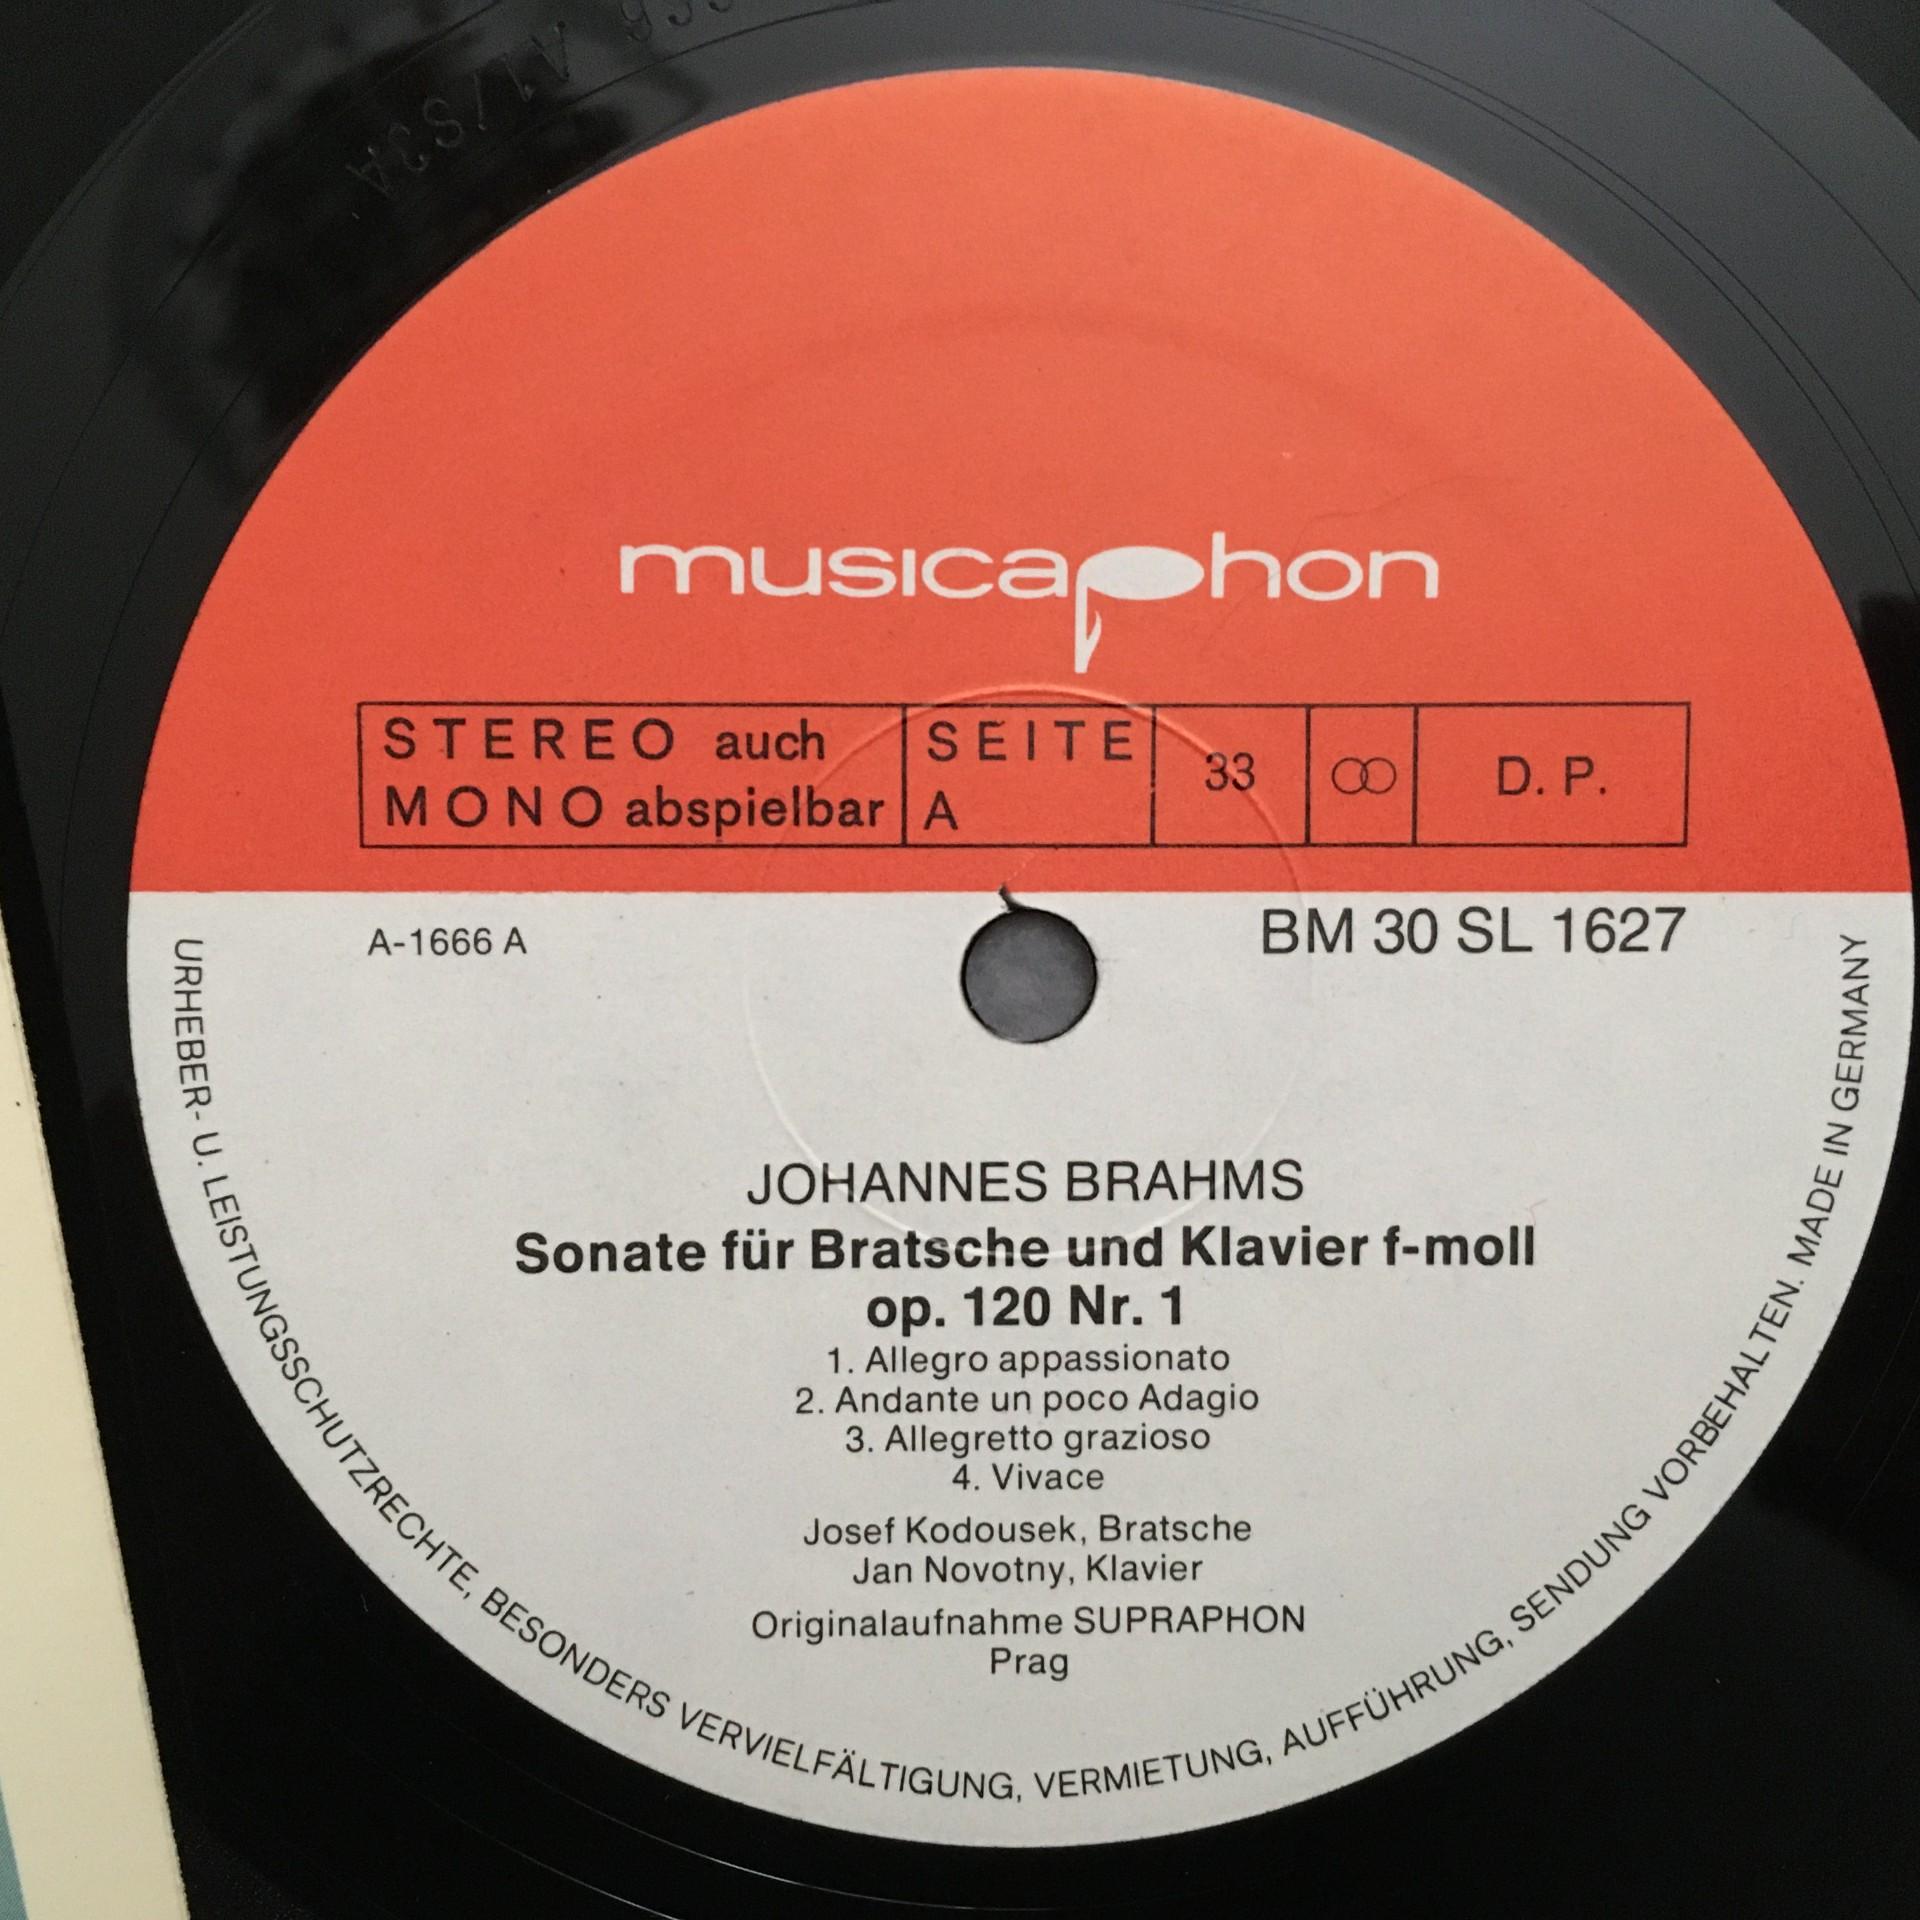 musicaphon
STEREO auch
MONO abspielbar
SEITE
A
33
D. P.
A-1666 A
BM 30 SL 1627
JOHANNES BRAHMS
Sonate für Bratsche und Klavier f-moll
op. 120 Nr. 1
1. Allegro appassionato
2. Andante un poco Adagio
3. Allegretto grazioso
4. Vivace
Josef Kodousek, Bratsche
Jan Novotny, Klavier
Originalaufnahme SUPRAPHON
Prag
URHEBER- U. LEISTUNGSSCHUTZRECHTE, BESONDERS VERVIELFÄLTIGUNG, VERMIETUNG, AUFFÜHRUNG, SENDUNG VORBEHALTEN. MADE IN GERMANY